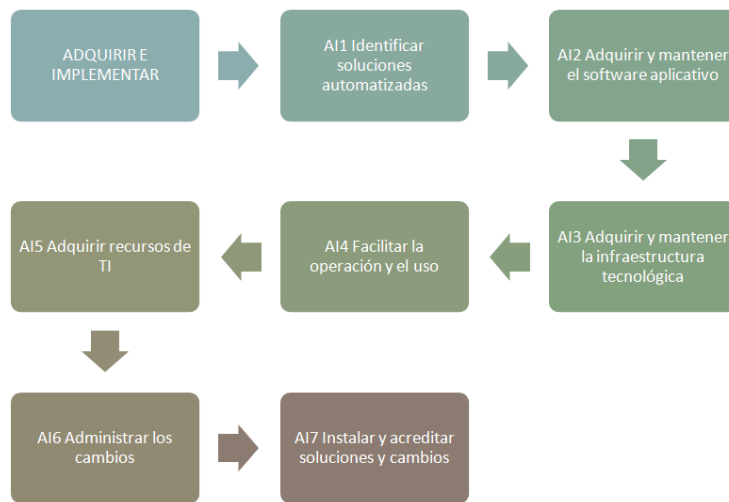 ADQUIRIR E
IMPLEMENTAR
AI1 Identificar
soluciones
automatizadas
AI2 Adquirir y mantener
el software aplicativo
AI3 Adquirir y mantener
la infraestructura
tecnológica
AI4 Facilitar la
operación y el uso
AI5 Adquirir recursos de
TI
AI6 Administrar los
cambios
AI7 Instalar y acreditar
soluciones y cambios